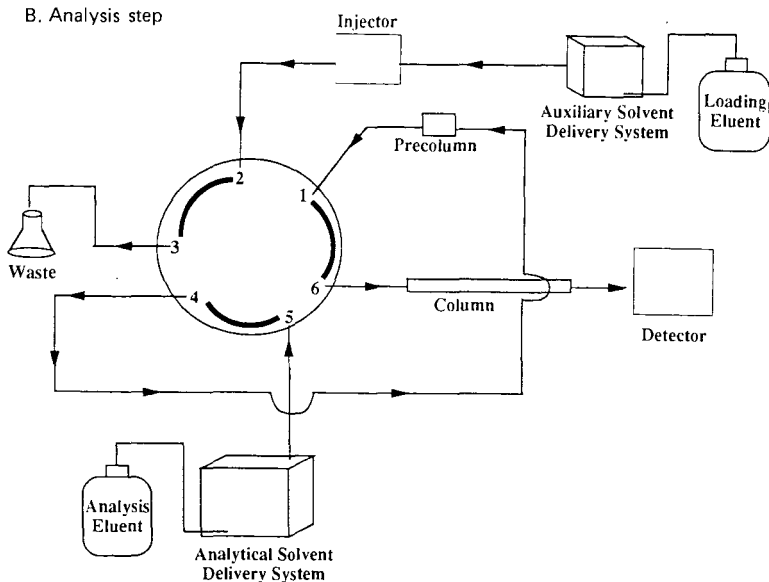 B. Analysis step
Injector
Auxiliary Solvent
Delivery System
Loading
Eluent
Precolumn
2
1
3
Waste
4
6
5
Column
Detector
Analysis
Eluent
Analytical Solvent
Delivery System